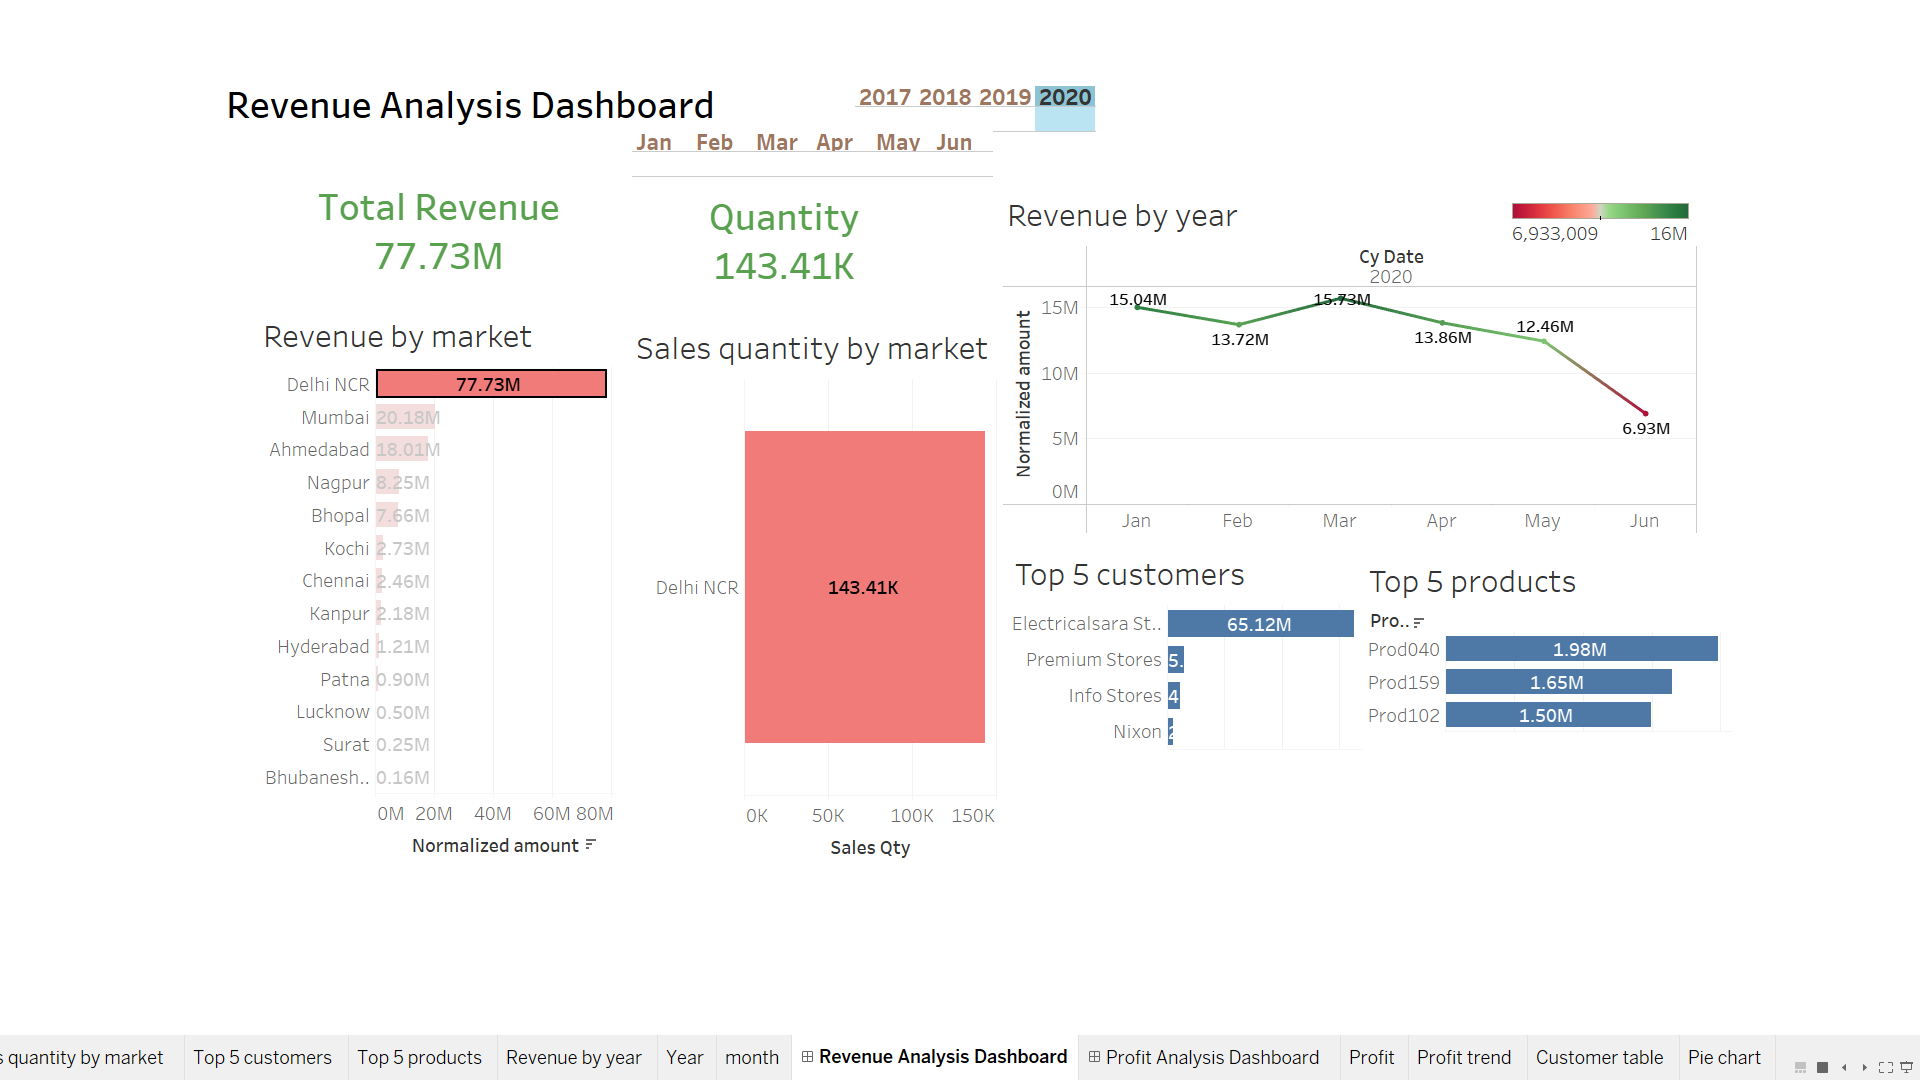 Revenue Analysis Dashboard
2017 2018 2019 2020
Jan Feb Mar Apr May Jun
Total Revenue
77.73M
Quantity
143.41K
Revenue by market
Delhi NCR 77.73M
Mumbai 20.18M
Ahmedabad 18.01M
Nagpur 8.25M
Bhopal 7.66M
Kochi 2.73M
Chennai 2.46M
Kanpur 2.18M
Hyderabad 1.21M
Patna 0.90M
Lucknow 0.50M
Surat 0.25M
Bhubanesh.. 0.16M
0M 20M 40M 60M 80M
Normalized amount
Sales quantity by market
Delhi NCR 143.41K
0K 50K 100K 150K
Sales Qty
Revenue by year
6,933,009 16M
Cy Date
2020
Normalized amount
15M
10M
5M
0M
15.04M
13.72M
15.73M
13.86M
12.46M
6.93M
Jan Feb Mar Apr May Jun
Top 5 customers
Electricalsara St.. 65.12M
Premium Stores 5.
Info Stores 4
Nixon
Top 5 products
Pro..
Prod040 1.98M
Prod159 1.65M
Prod102 1.50M
quantity by market Top 5 customers Top 5 products Revenue by year Year month Revenue Analysis Dashboard Profit Analysis Dashboard Profit Profit trend Customer table Pie chart